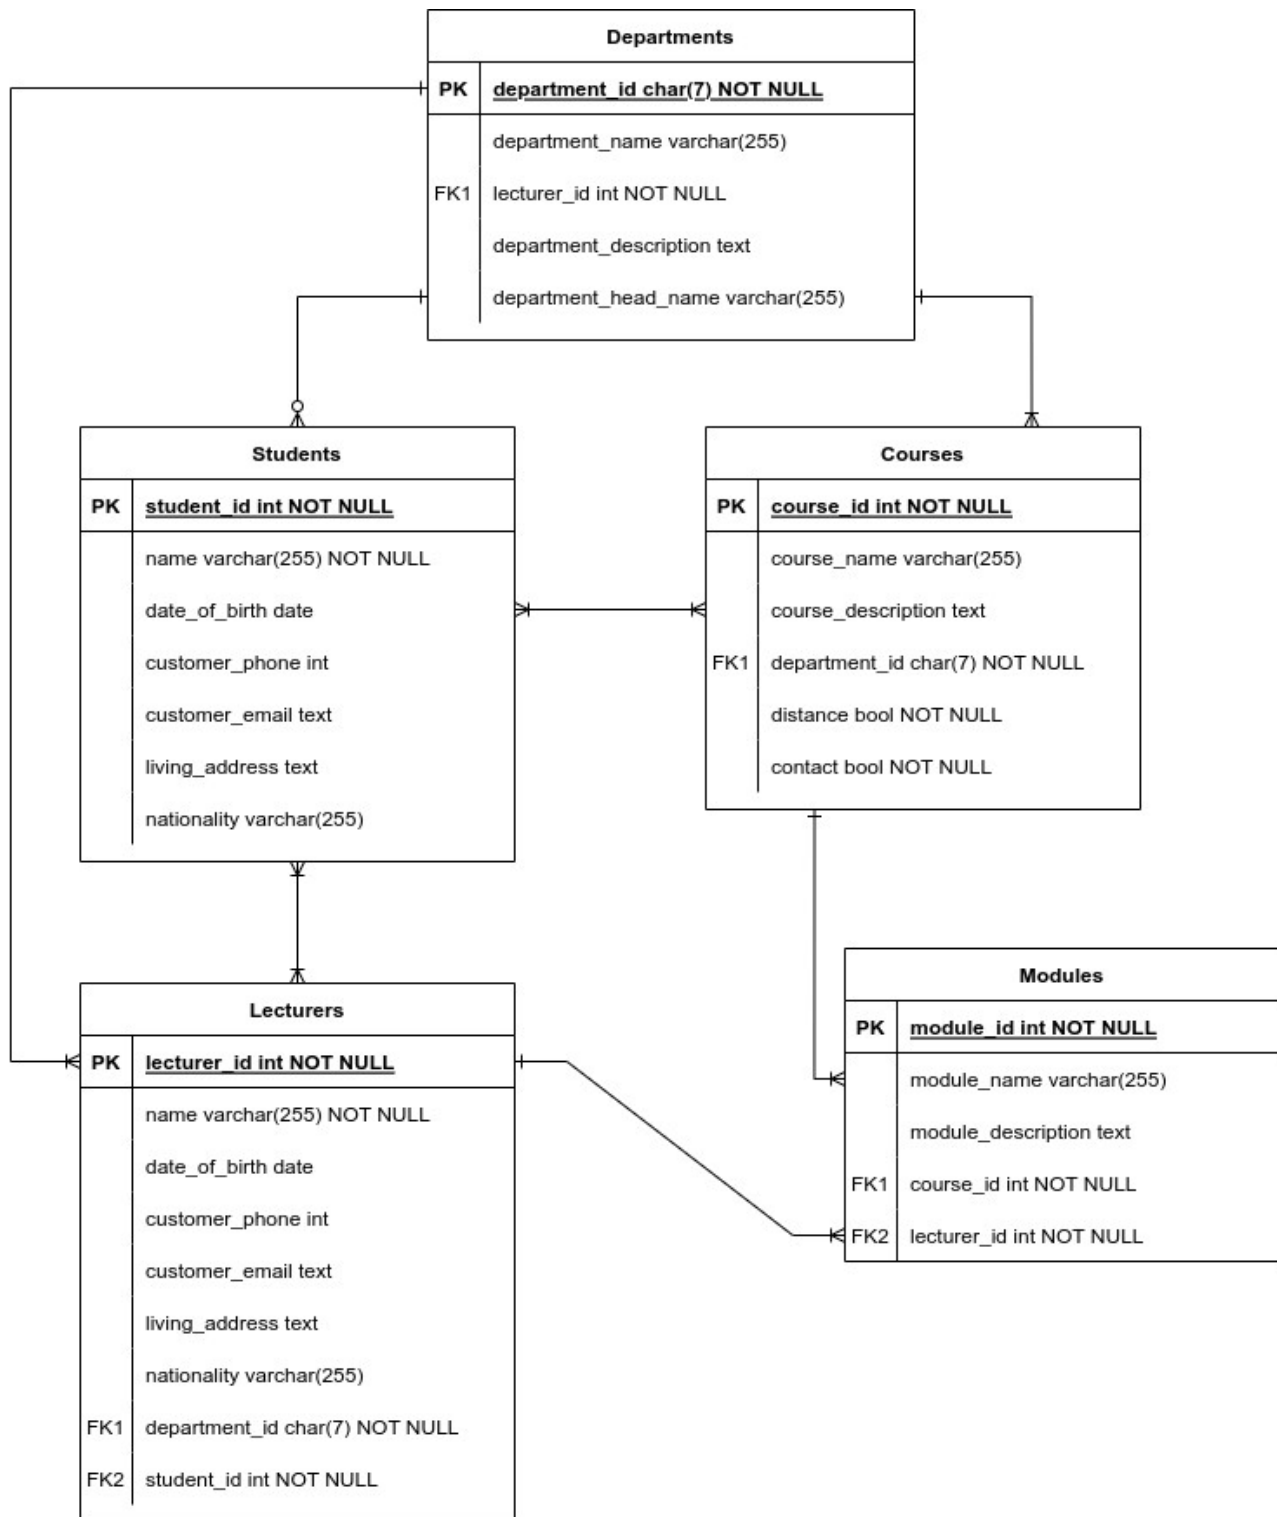 Departments
PK department_id char(7) NOT NULL
department_name varchar(255)
FK1 lecturer_id int NOT NULL
department_description text
department_head_name varchar(255)
Students
PK student_id int NOT NULL
name varchar(255) NOT NULL
date_of_birth date
customer_phone int
customer_email text
living_address text
nationality varchar(255)
Courses
PK course_id int NOT NULL
course_name varchar(255)
course_description text
FK1 department_id char(7) NOT NULL
distance bool NOT NULL
contact bool NOT NULL
Lecturers
PK lecturer_id int NOT NULL
name varchar(255) NOT NULL
date_of_birth date
customer_phone int
customer_email text
living_address text
nationality varchar(255)
FK1 department_id char(7) NOT NULL
FK2 student_id int NOT NULL
Modules
PK module_id int NOT NULL
module_name varchar(255)
module_description text
FK1 course_id int NOT NULL
FK2 lecturer_id int NOT NULL